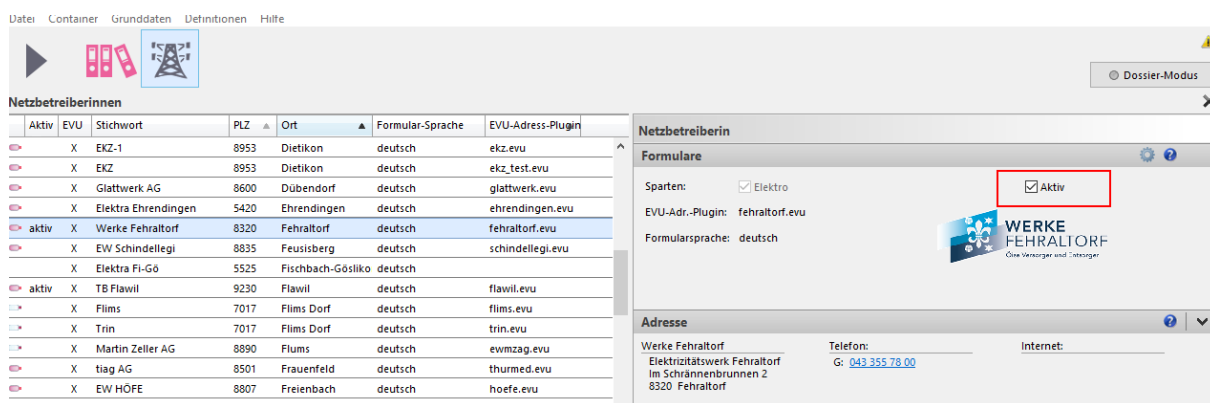 Datei Container Grunddaten Definitionen Hilfe
Dossier-Modus
Netzbetreiberinnen
Aktiv EVU Stichwort PLZ Ort Formular-Sprache EVU-Adress-Plugin
X EKZ-1 8953 Dietikon deutsch ekz.evu
X EKZ 8953 Dietikon deutsch ekz_test.evu
X Glattwerk AG 8600 Dübendorf deutsch glattwerk.evu
X Elektra Ehrendingen 5420 Ehrendingen deutsch ehrendingen.evu
aktiv X Werke Fehraltorf 8320 Fehraltorf deutsch fehraltorf.evu
X EW Schindellegi 8835 Feusisberg deutsch schindellegi.evu
X Elektra Fi-Gö 5525 Fischbach-Gösliko deutsch
aktiv X TB Flawil 9230 Flawil deutsch flawil.evu
X Flims 7017 Flims Dorf deutsch flims.evu
X Trin 7017 Flims Dorf deutsch trin.evu
X Martin Zeller AG 8890 Flums deutsch ewmzag.evu
X tiag AG 8501 Frauenfeld deutsch thurmed.evu
X EW HÖFE 8807 Freienbach deutsch hoefe.evu
Netzbetreiberin
Formulare
Sparten: Elektro Aktiv
EVU-Adr.-Plugin: fehraltorf.evu
Formularsprache: deutsch
WERKE
FEHRALTORF
Öise Versorger und Entsorger
Adresse
Werke Fehraltorf Telefon: Internet:
Elektrizitätswerk Fehraltorf G: 043 355 78 00
Im Schrännenbrunnen 2
8320 Fehraltorf